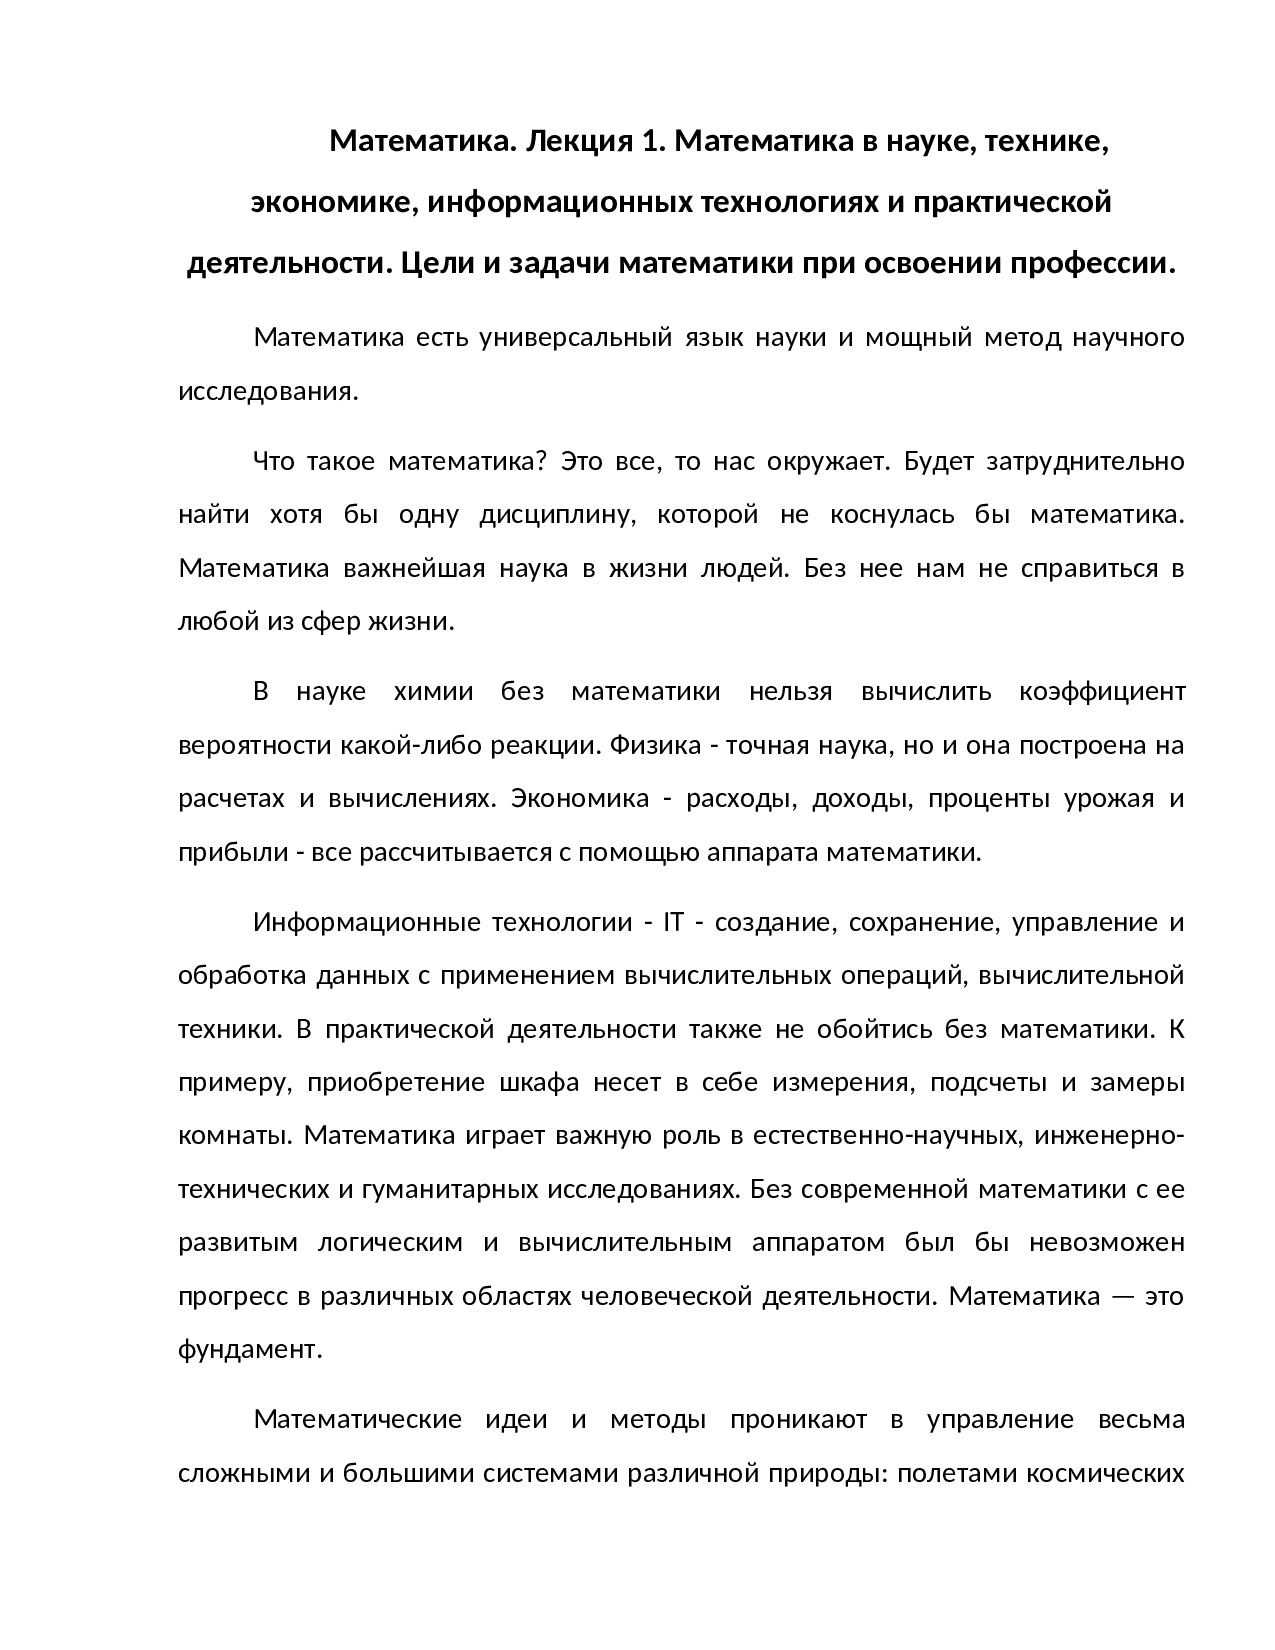 Математика. Лекция 1. Математика в науке, технике,
экономике, информационных технологиях и практической
деятельности. Цели и задачи математики при освоении профессии.
Математика есть универсальный язык науки и мощный метод научного
исследования.
Что такое математика? Это все, то нас окружает. Будет затруднительно
найти хотя бы одну дисциплину, которой не коснулась бы математика.
Математика важнейшая наука в жизни людей. Без нее нам не справиться в
любой из сфер жизни.
В науке химии без математики нельзя вычислить коэффициент
вероятности какой-либо реакции. Физика - точная наука, но и она построена на
расчетах и вычислениях. Экономика - расходы, доходы, проценты урожая и
прибыли - все рассчитывается с помощью аппарата математики.
Информационные технологии - IT - создание, сохранение, управление и
обработка данных с применением вычислительных операций, вычислительной
техники. В практической деятельности также не обойтись без математики. К
примеру, приобретение шкафа несет в себе измерения, подсчеты и замеры
комнаты. Математика играет важную роль в естественно-научных, инженерно-
технических и гуманитарных исследованиях. Без современной математики с ее
развитым логическим и вычислительным аппаратом был бы невозможен
прогресс в различных областях человеческой деятельности. Математика — это
фундамент.
Математические идеи и методы проникают в управление весьма
сложными и большими системами различной природы: полетами космических